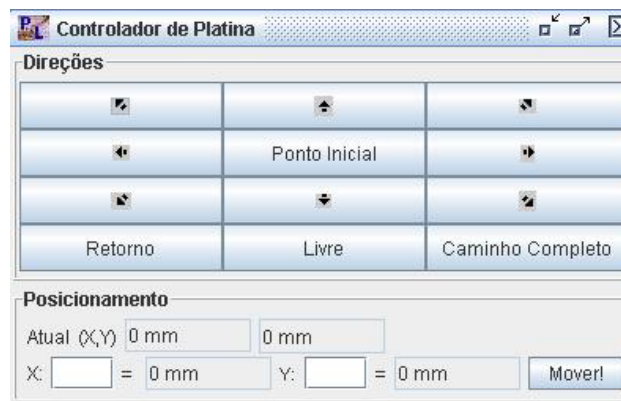 Controlador de Platina
Direções
Ponto Inicial
Retorno Livre Caminho Completo
Posicionamento
Atual (X,Y) 0 mm 0 mm
X: = 0 mm Y: = 0 mm Mover!